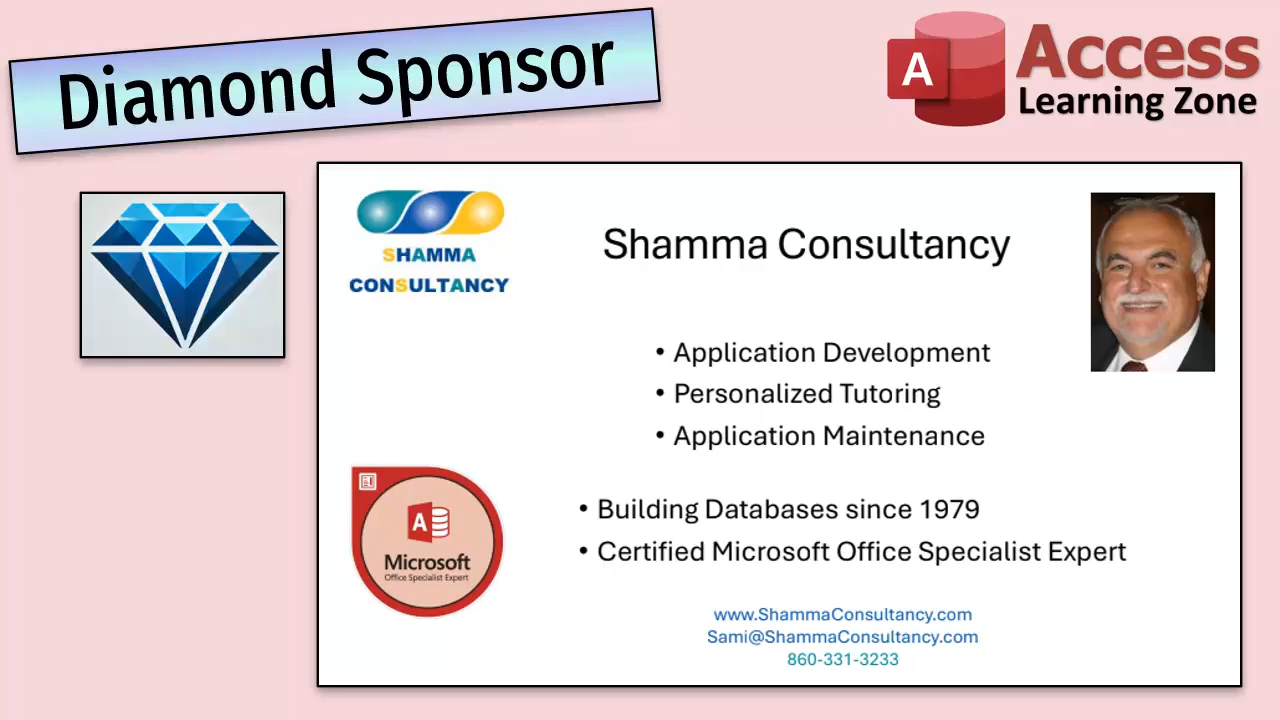 Diamond Sponsor
A
Access
Learning Zone
SHAMMA
CONSULTANCY
Shamma Consultancy
• Application Development
• Personalized Tutoring
• Application Maintenance
A
Microsoft
Office Specialist Expert
• Building Databases since 1979
• Certified Microsoft Office Specialist Expert
www.ShammaConsultancy.com
Sami@ShammaConsultancy.com
860-331-3233